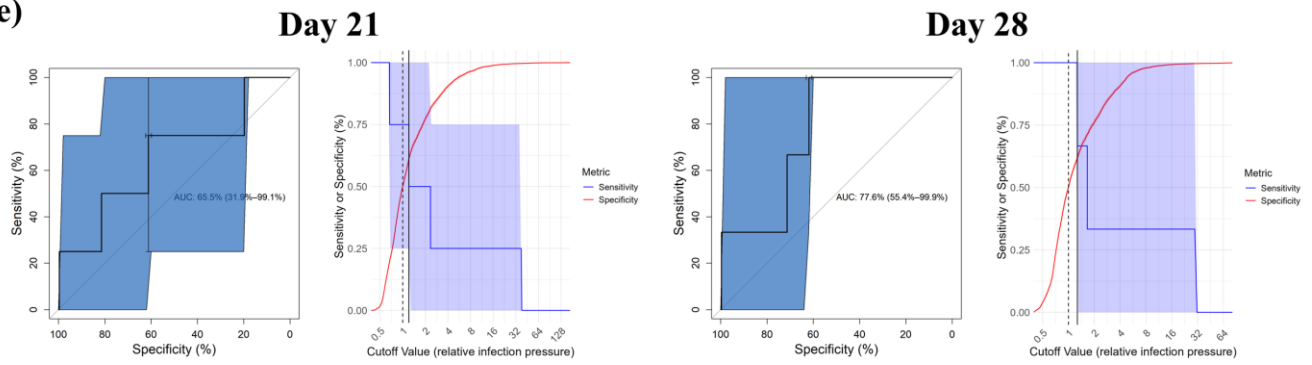 e)
Day 21
Day 28
100
80
60
40
20
0
Sensitivity (%)
AUC: 65.5% (31.9%–99.1%)
100 80 60 40 20 0
Specificity (%)
1.00
0.75
0.50
0.25
0.00
Sensitivity or Specificity (%)
0.5 1 2 4 8 16 32 64 128
Cutoff Value (relative infection pressure)
Metric
Sensitivity
Specificity
100
80
60
40
20
0
Sensitivity (%)
AUC: 77.6% (55.4%–99.9%)
100 80 60 40 20 0
Specificity (%)
1.00
0.75
0.50
0.25
0.00
Sensitivity or Specificity (%)
0.5 1 2 4 8 16 32 64
Cutoff Value (relative infection pressure)
Metric
Sensitivity
Specificity